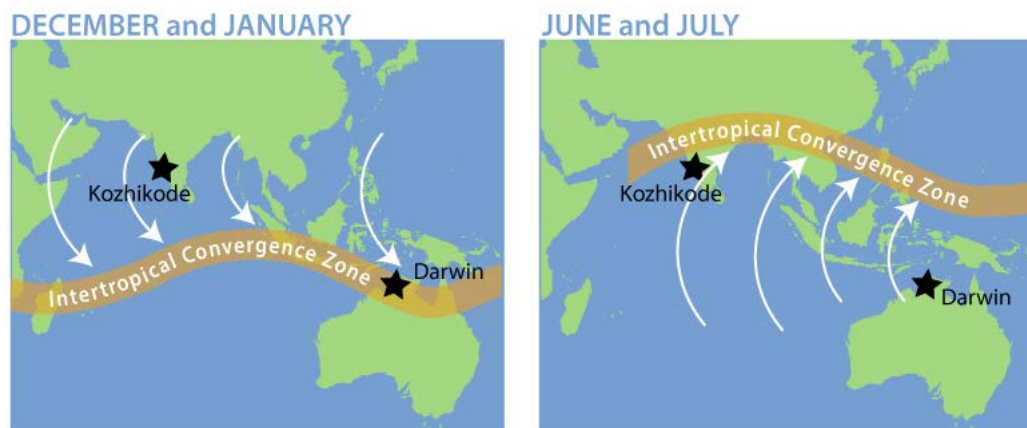 DECEMBER and JANUARY
Kozhikode
Intertropical Convergence Zone
Darwin
JUNE and JULY
Intertropical Convergence Zone
Kozhikode
Darwin